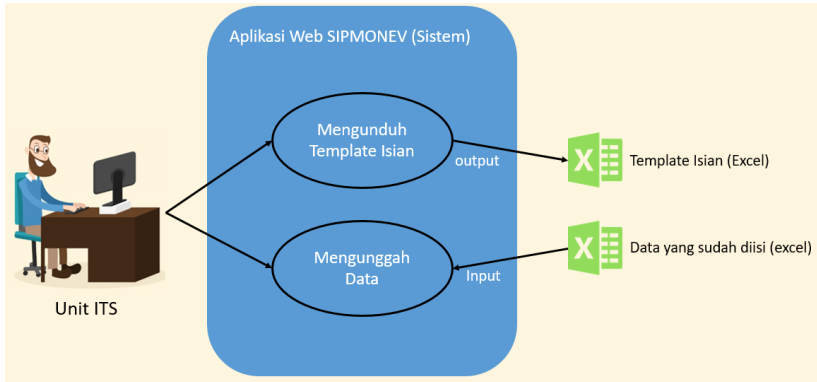 Aplikasi Web SIPMONEV (Sistem)
Mengunduh
Template Isian
output
X
Template Isian (Excel)
Mengunggah
Data
Input
X
Data yang sudah diisi (excel)
Unit ITS